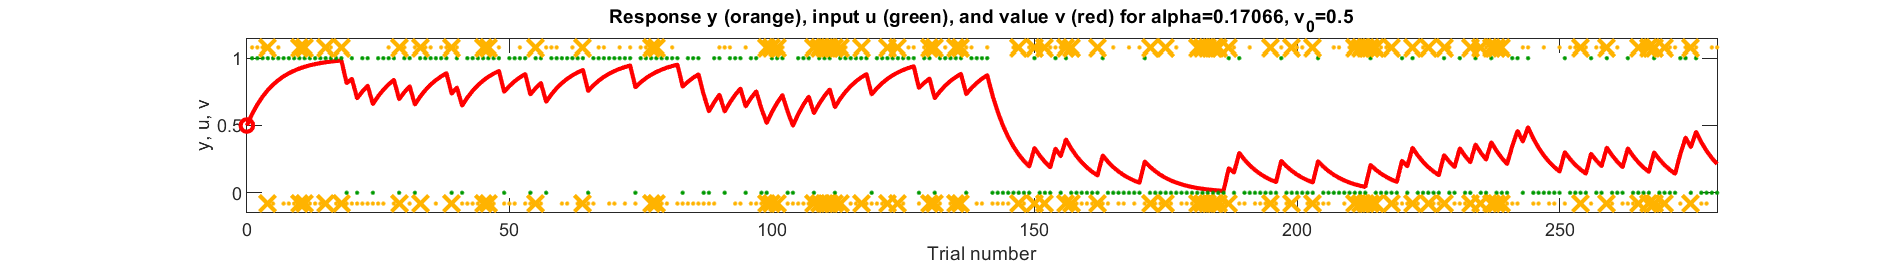 Response y (orange), input u (green), and value v (red) for alpha=0.17066, v0=0.5
y, u, v
1
0.5
0
0 50 100 150 200 250
Trial number